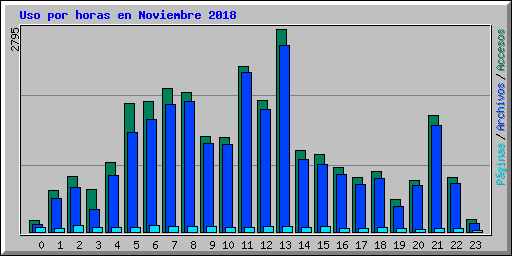 Uso por horas en Noviembre 2018
2795
Páginas / Archivos / Accesos
0 1 2 3 4 5 6 7 8 9 10 11 12 13 14 15 16 17 18 19 20 21 22 23